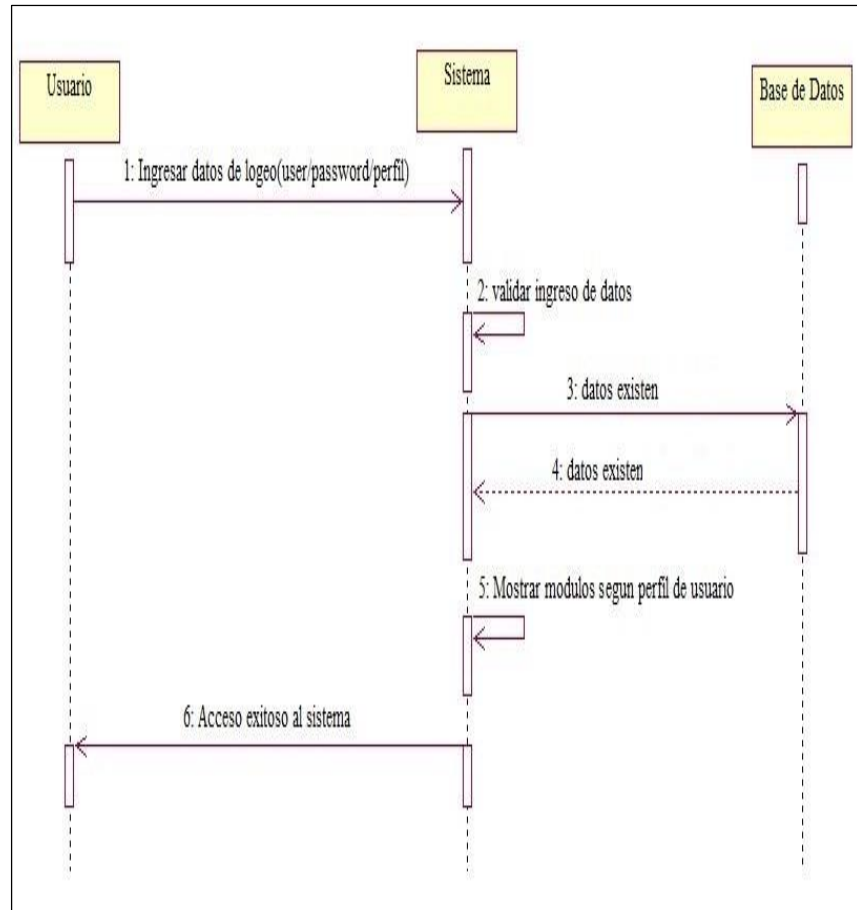 Usuario
Sistema
Base de Datos
1: Ingresar datos de logeo(user/password/perfil)
2: validar ingreso de datos
3: datos existen
4: datos existen
5: Mostrar modulos segun perfil de usuario
6: Acceso exitoso al sistema